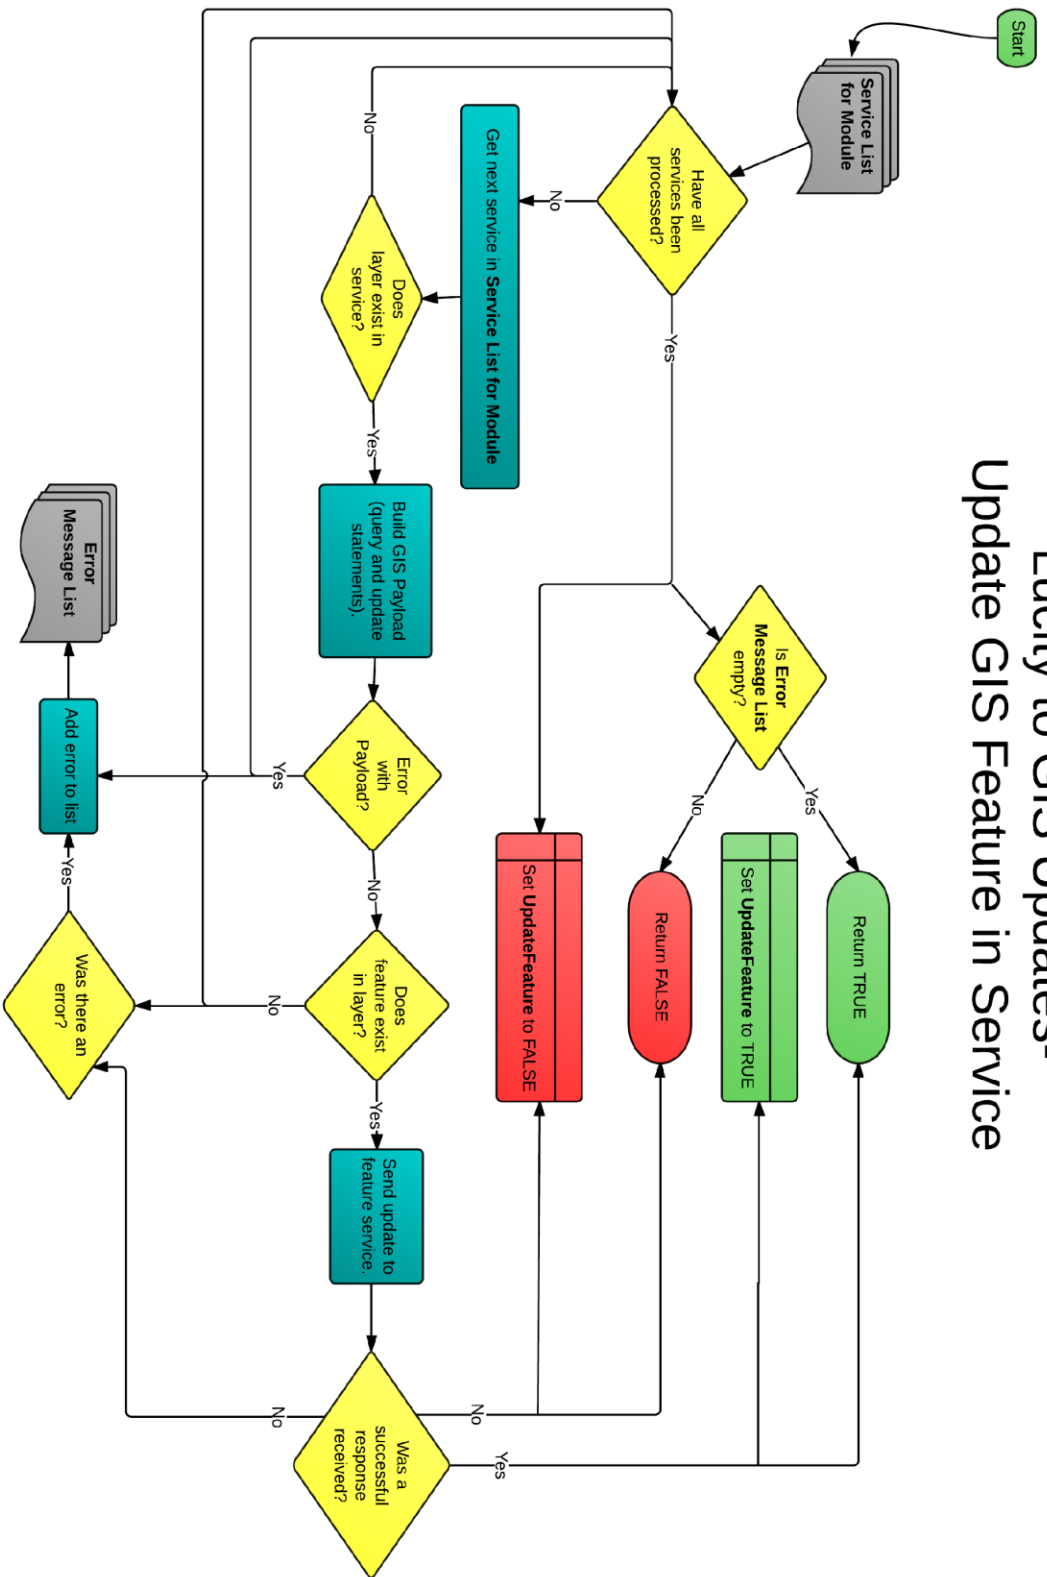 Lucity to GIS Updates-
Update GIS Feature in Service
Start
Service List
for Module
Have all
services been
processed?
No
Yes
Get next service in Service List for Module
Does
layer exist in
service?
No
Yes
Build GIS Payload
(query and update
statements).
Error
with
Payload?
Yes
No
Does
feature exist
in layer?
No
Yes
Send update to
feature service.
Was a
successful
response
received?
No
No
Yes
Is Error
Message List
empty?
Yes
No
Return TRUE
Set UpdateFeature to TRUE
Return FALSE
Set UpdateFeature to FALSE
Was there an
error?
Yes
Add error to list
Error
Message List